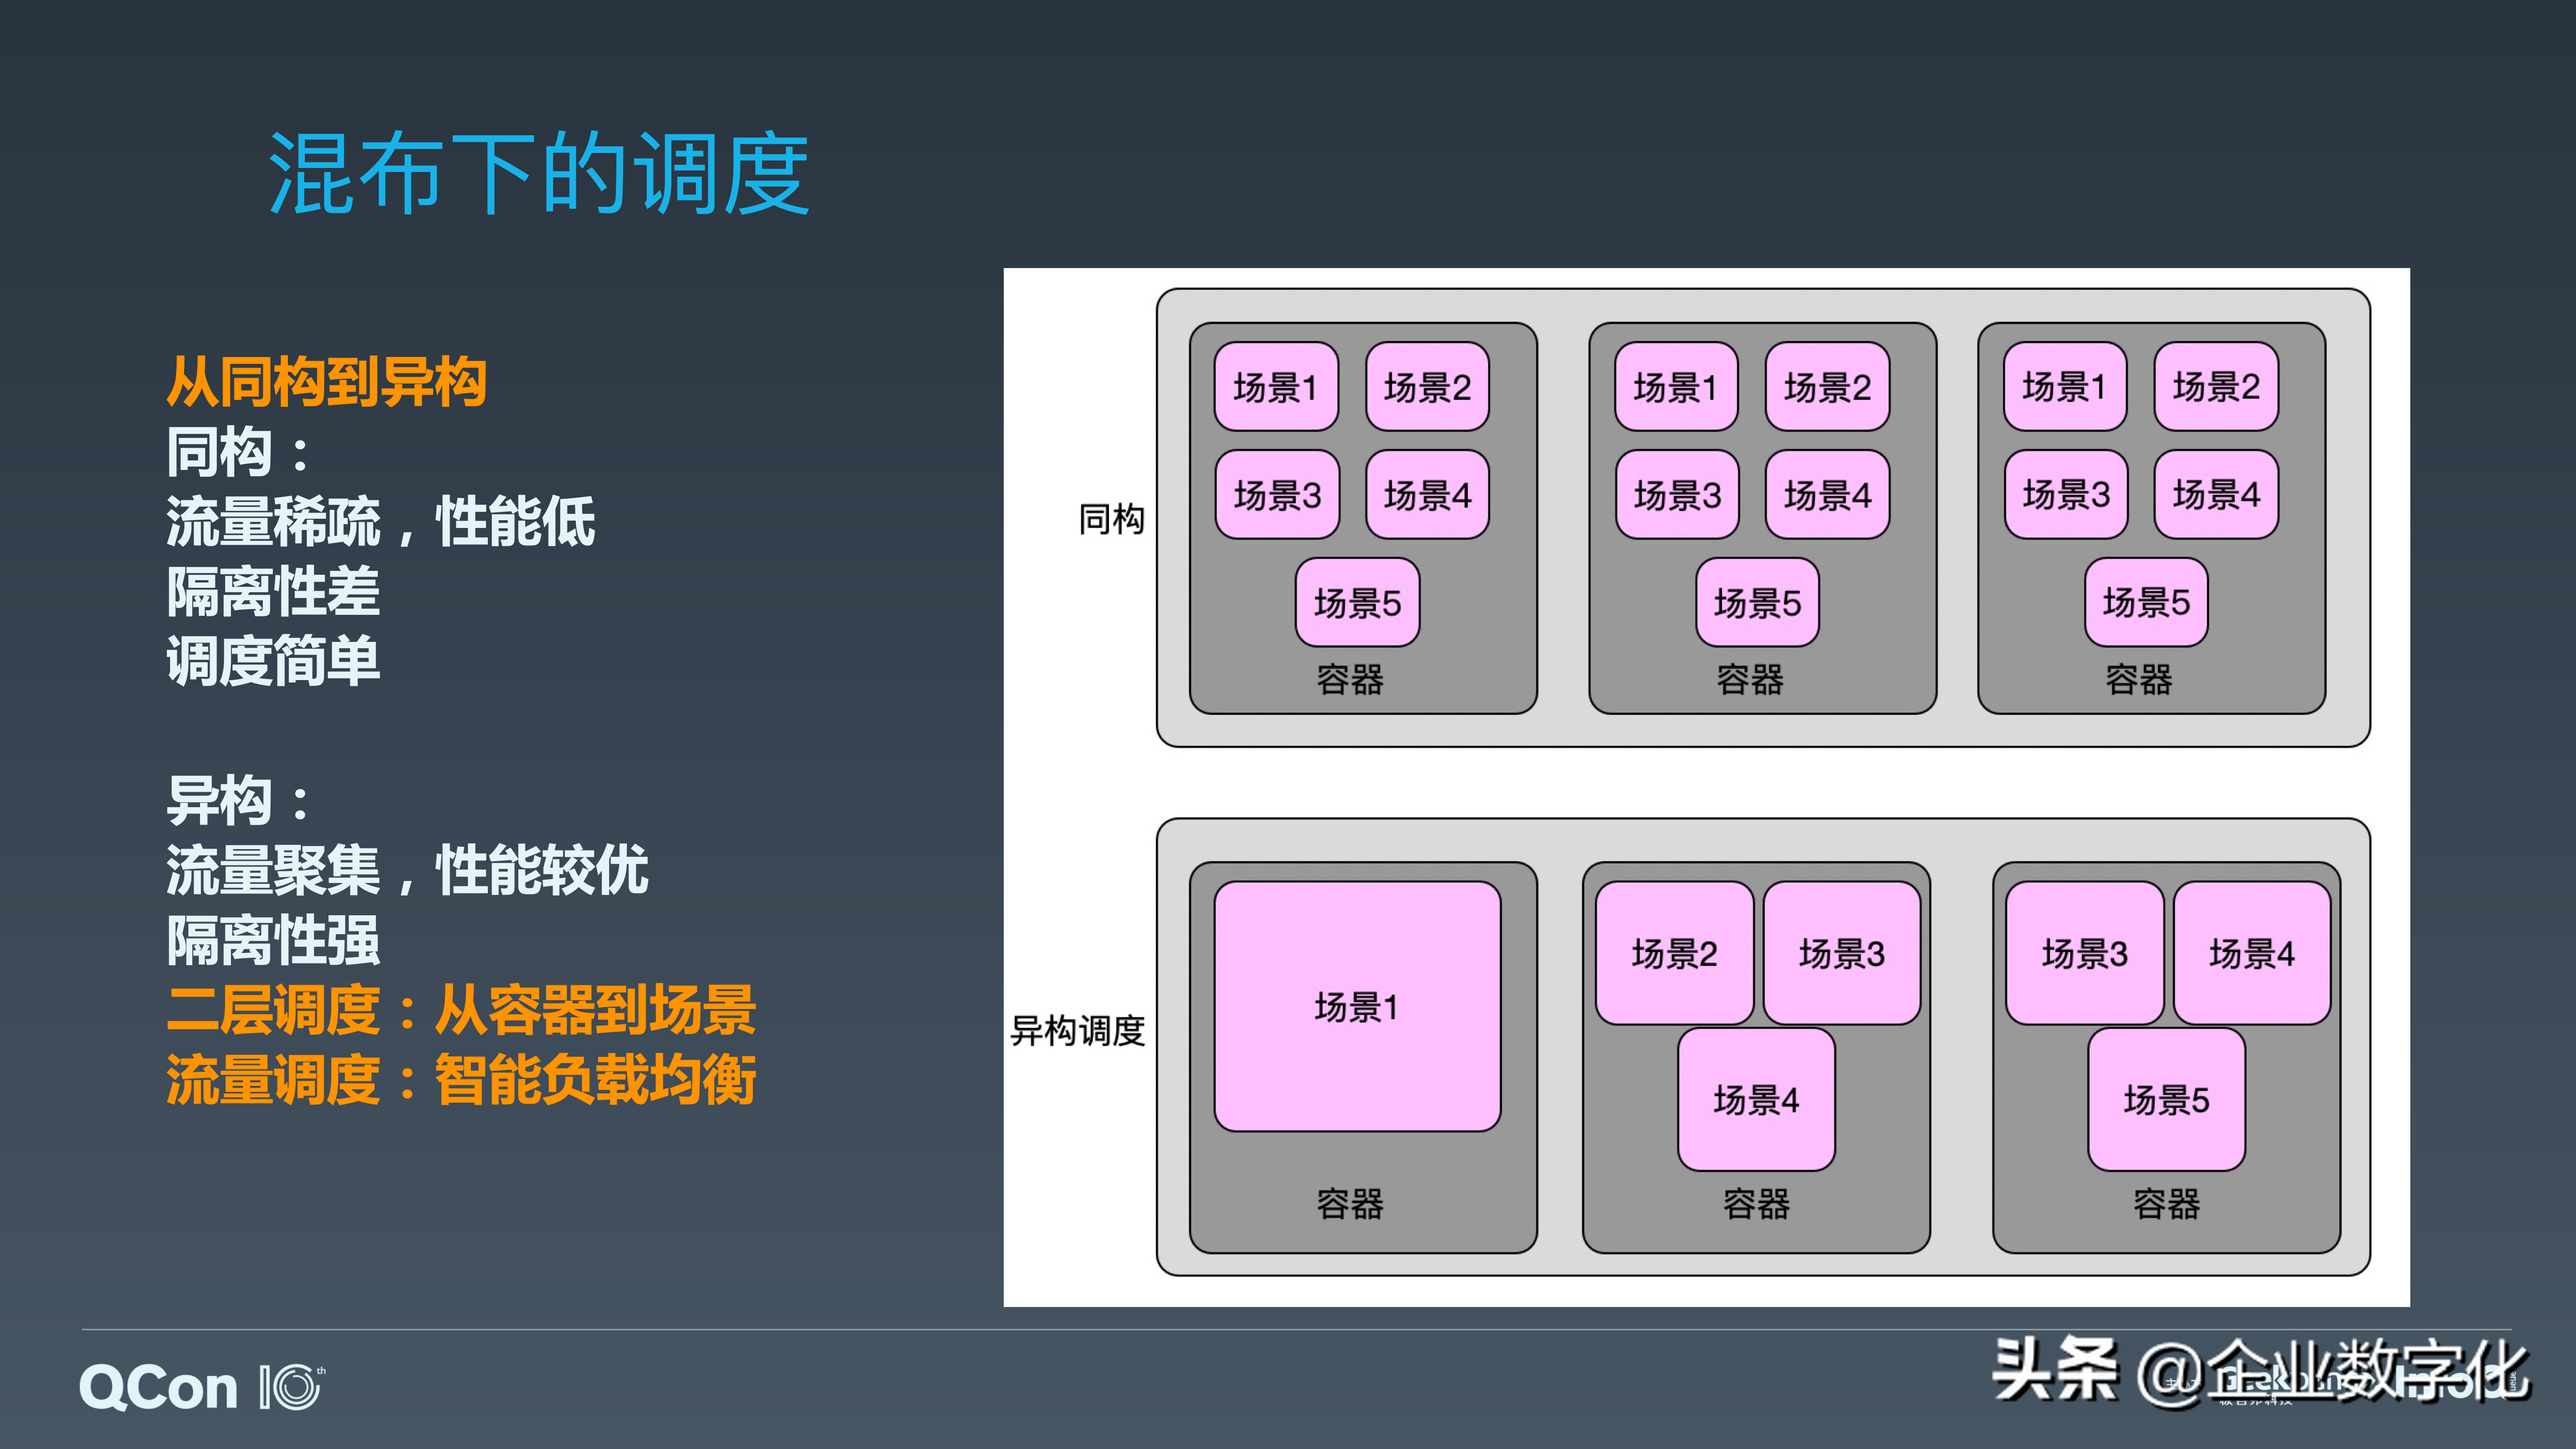 混布下的调度
从同构到异构
同构：
流量稀疏，性能低
隔离性差
调度简单
异构：
流量聚集，性能较优
隔离性强
二层调度：从容器到场景
流量调度：智能负载均衡
同构
场景1 场景2
场景3 场景4
场景5
容器
场景1 场景2
场景3 场景4
场景5
容器
场景1 场景2
场景3 场景4
场景5
容器
异构调度
场景1
容器
场景2 场景3
场景4
容器
场景3 场景4
场景5
容器
QCon 10th
头条 @企业数字化